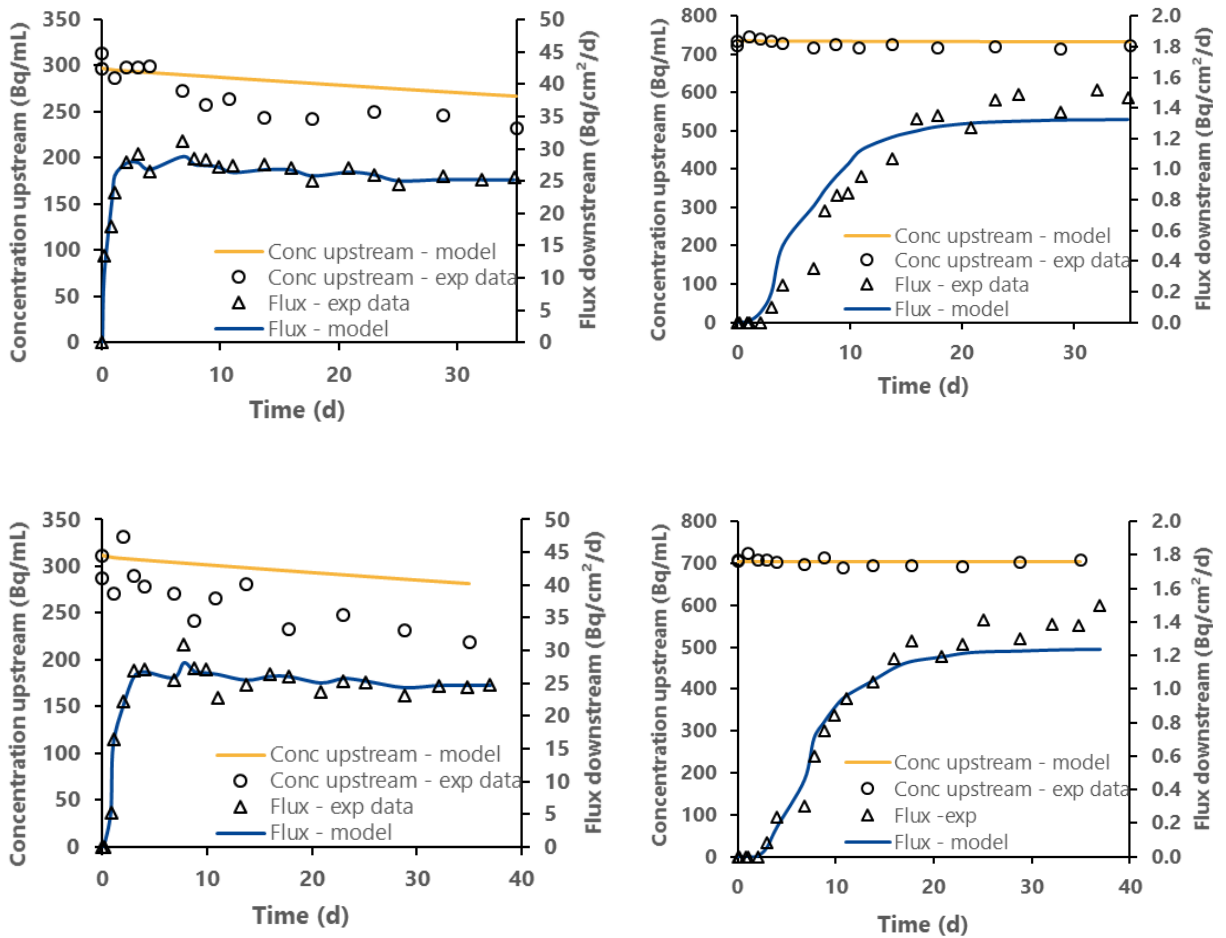 350
300
250
200
150
100
50
0
Concentration upstream (Bq/mL)
50
45
40
35
30
25
20
15
10
5
0
Flux downstream (Bq/cm²/d)
Conc upstream - model
Conc upstream - exp data
Flux - exp data
Flux - model
0 10 20 30
Time (d)
800
700
600
500
400
300
200
100
0
Concentration upstream (Bq/mL)
2.0
1.8
1.6
1.4
1.2
1.0
0.8
0.6
0.4
0.2
0.0
Flux downstream (Bq/cm²/d)
Conc upstream - model
Conc upstream - exp data
Flux - exp data
Flux - model
0 10 20 30
Time (d)
350
300
250
200
150
100
50
0
Concentration upstream (Bq/mL)
50
45
40
35
30
25
20
15
10
5
0
Flux downstream (Bq/cm²/d)
Conc upstream - model
Conc upstream - exp data
Flux - exp data
Flux - model
0 10 20 30 40
Time (d)
800
700
600
500
400
300
200
100
0
Concentration upstream (Bq/mL)
2.0
1.8
1.6
1.4
1.2
1.0
0.8
0.6
0.4
0.2
0.0
Flux downstream (Bq/cm²/d)
Conc upstream - model
Conc upstream - exp data
Flux -exp
Flux - model
0 10 20 30 40
Time (d)